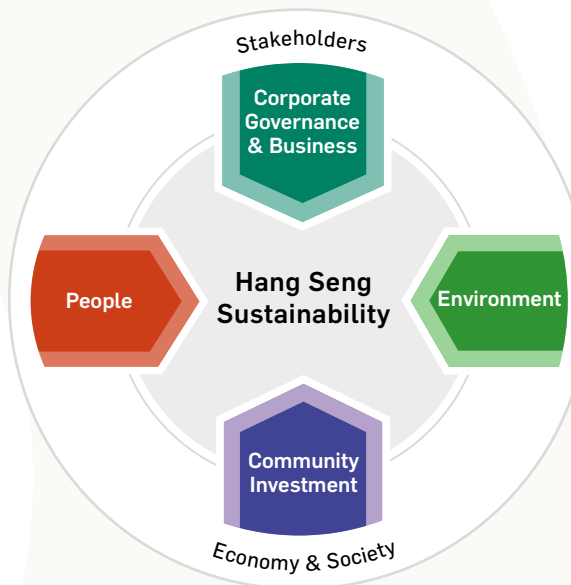 Stakeholders
Corporate
Governance
& Business
People
Hang Seng
Sustainability
Environment
Community
Investment
Economy & Society